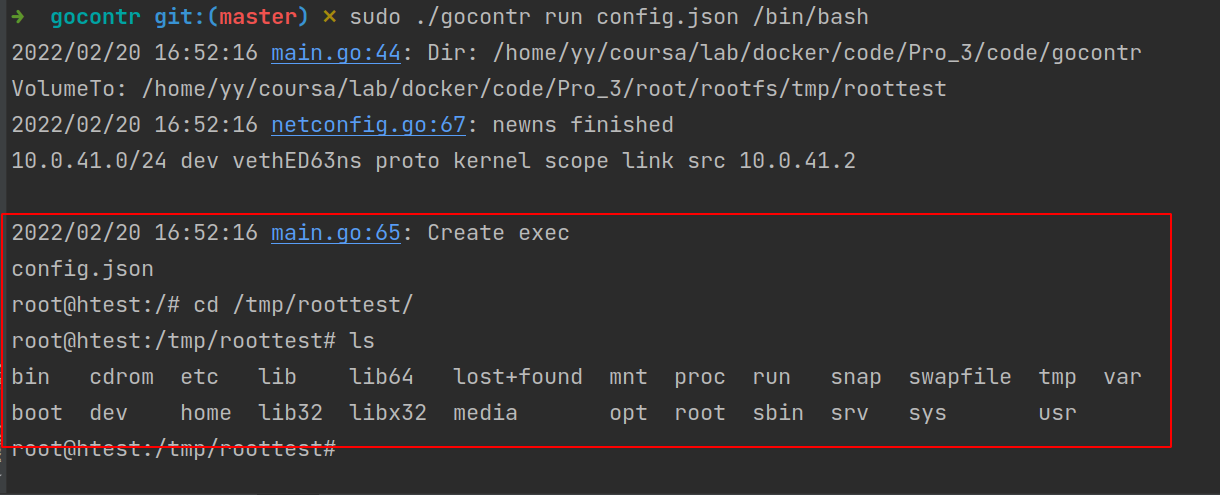 ➜  gocontr git:(master) ✗ sudo ./gocontr run config.json /bin/bash
2022/02/20 16:52:16 main.go:44: Dir: /home/yy/coursa/lab/docker/code/Pro_3/code/gocontr
VolumeTo: /home/yy/coursa/lab/docker/code/Pro_3/root/rootfs/tmp/roottest
2022/02/20 16:52:16 netconfig.go:67: newns finished
10.0.41.0/24 dev vethED63ns proto kernel scope link src 10.0.41.2
2022/02/20 16:52:16 main.go:65: Create exec
config.json
root@htest:/# cd /tmp/roottest/
root@htest:/tmp/roottest# ls
bin   cdrom  etc   lib    lib64   lost+found  mnt  proc  run   snap  swapfile  tmp  var
boot  dev    home  lib32  libx32  media       opt  root  sbin  srv   sys       usr
root@htest:/tmp/roottest#